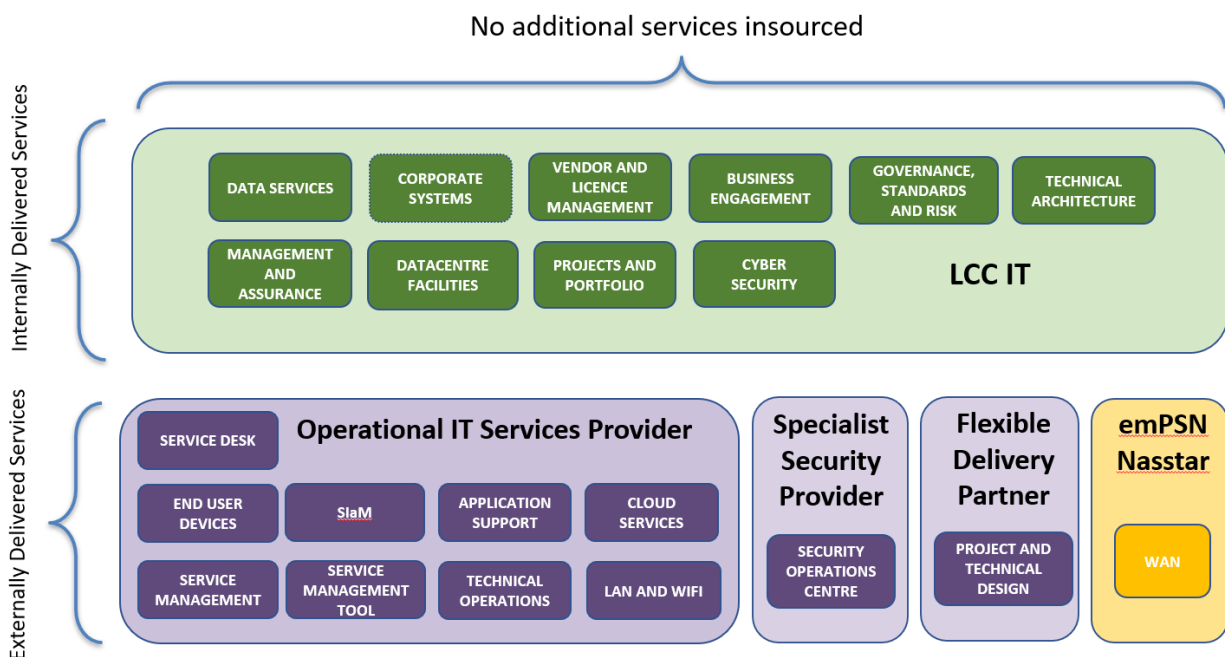 No additional services insourced
Internally Delivered Services
DATA SERVICES
CORPORATE
SYSTEMS
VENDOR AND
LICENCE
MANAGEMENT
BUSINESS
ENGAGEMENT
GOVERNANCE,
STANDARDS
AND RISK
TECHNICAL
ARCHITECTURE
MANAGEMENT
AND
ASSURANCE
DATACENTRE
FACILITIES
PROJECTS AND
PORTFOLIO
CYBER
SECURITY
LCC IT
Externally Delivered Services
Operational IT Services Provider
SERVICE DESK
END USER
DEVICES
SIaM
APPLICATION
SUPPORT
CLOUD
SERVICES
SERVICE
MANAGEMENT
SERVICE
MANAGEMENT
TOOL
TECHNICAL
OPERATIONS
LAN AND WIFI
Specialist
Security
Provider
SECURITY
OPERATIONS
CENTRE
Flexible
Delivery
Partner
PROJECT AND
TECHNICAL
DESIGN
emPSN
Nasstar
WAN